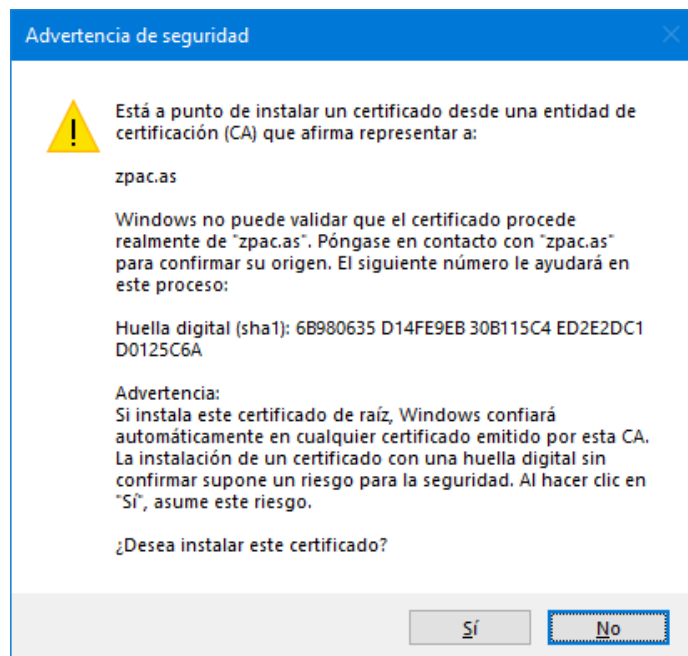 Advertencia de seguridad
Está a punto de instalar un certificado desde una entidad de
certificación (CA) que afirma representar a:
zpac.as
Windows no puede validar que el certificado procede
realmente de "zpac.as". Póngase en contacto con "zpac.as"
para confirmar su origen. El siguiente número le ayudará en
este proceso:
Huella digital (sha1): 6B980635 D14FE9EB 30B115C4 ED2E2DC1
D0125C6A
Advertencia:
Si instala este certificado de raíz, Windows confiará
automáticamente en cualquier certificado emitido por esta CA.
La instalación de un certificado con una huella digital sin
confirmar supone un riesgo para la seguridad. Al hacer clic en
"Sí", asume este riesgo.
¿Desea instalar este certificado?
Sí No